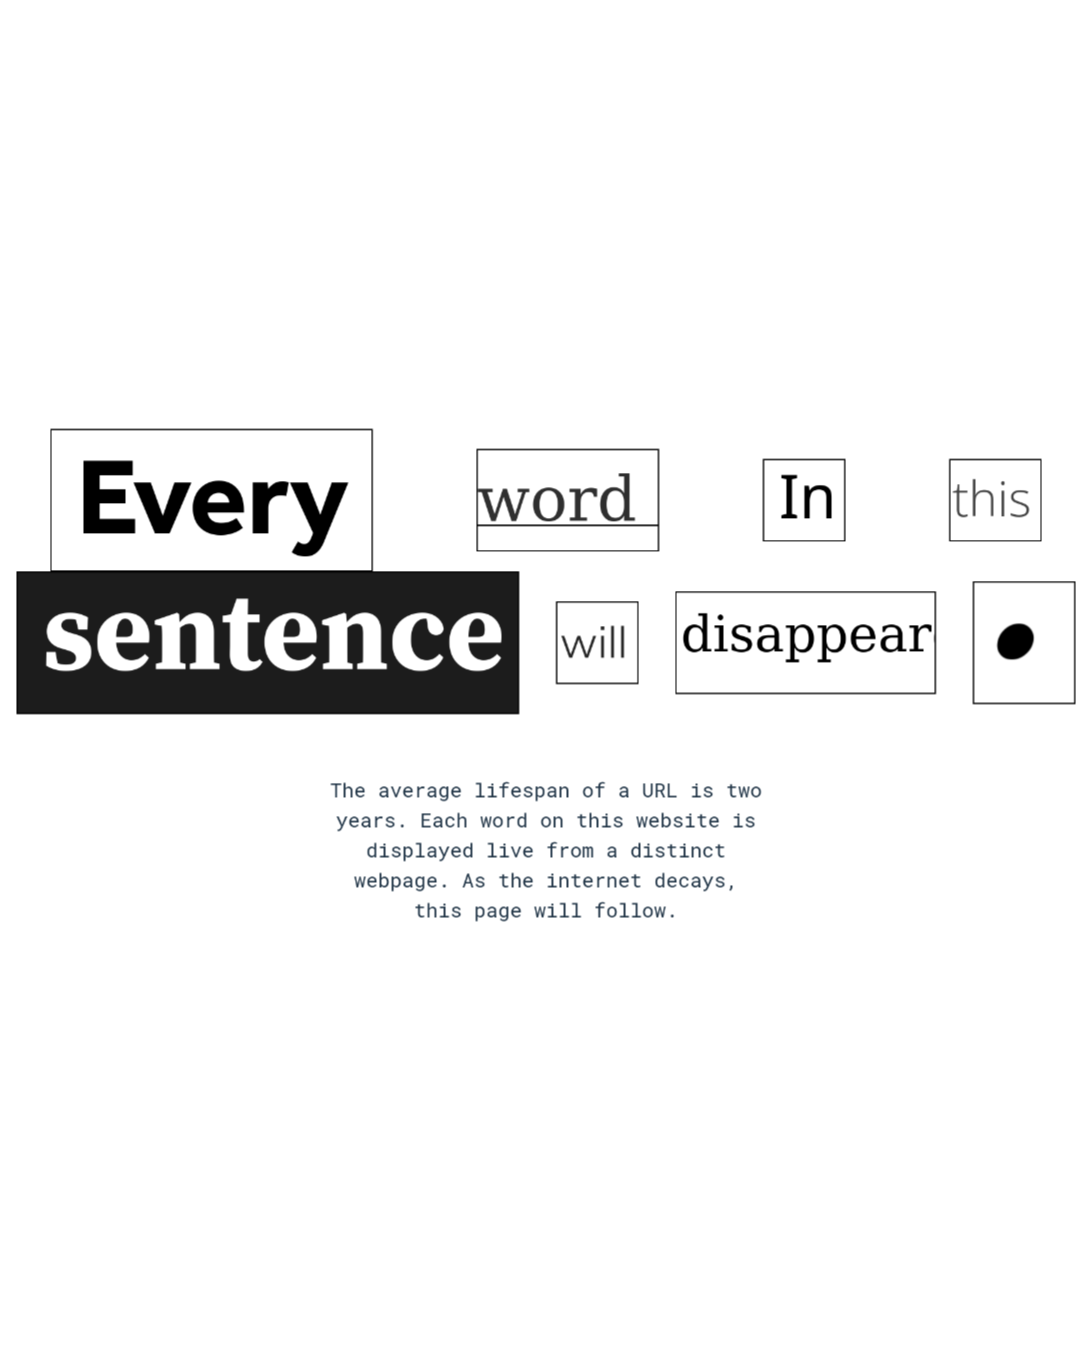 Every word In this
sentence will disappear.
The average lifespan of a URL is two
years. Each word on this website is
displayed live from a distinct
webpage. As the internet decays,
this page will follow.